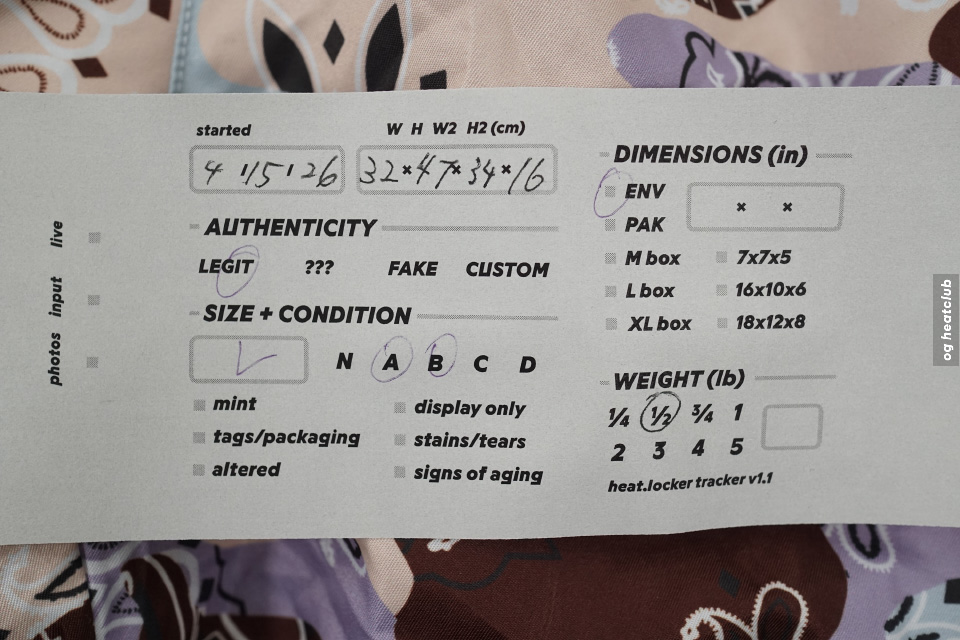 started
4 / 15 / 26
W H W2 H2 (cm)
32 × 47 × 34 × 16
AUTHENTICITY
LEGIT ??? FAKE CUSTOM
SIZE + CONDITION
N A B C D
mint
tags/packaging
altered
display only
stains/tears
signs of aging
DIMENSIONS (in)
ENV
× ×
PAK
M box 7x7x5
L box 16x10x6
XL box 18x12x8
WEIGHT (lb)
¼ ½ ¾ 1
2 3 4 5
heat.locker tracker v1.1
photos input live
og heatclub